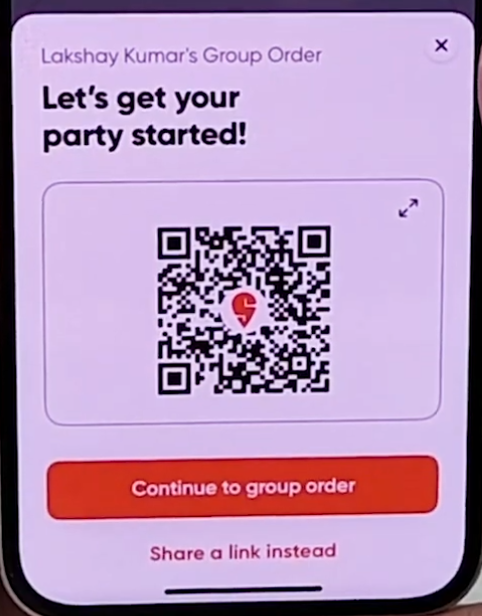 Lakshay Kumar's Group Order
Let's get your
party started!
Continue to group order
Share a link instead